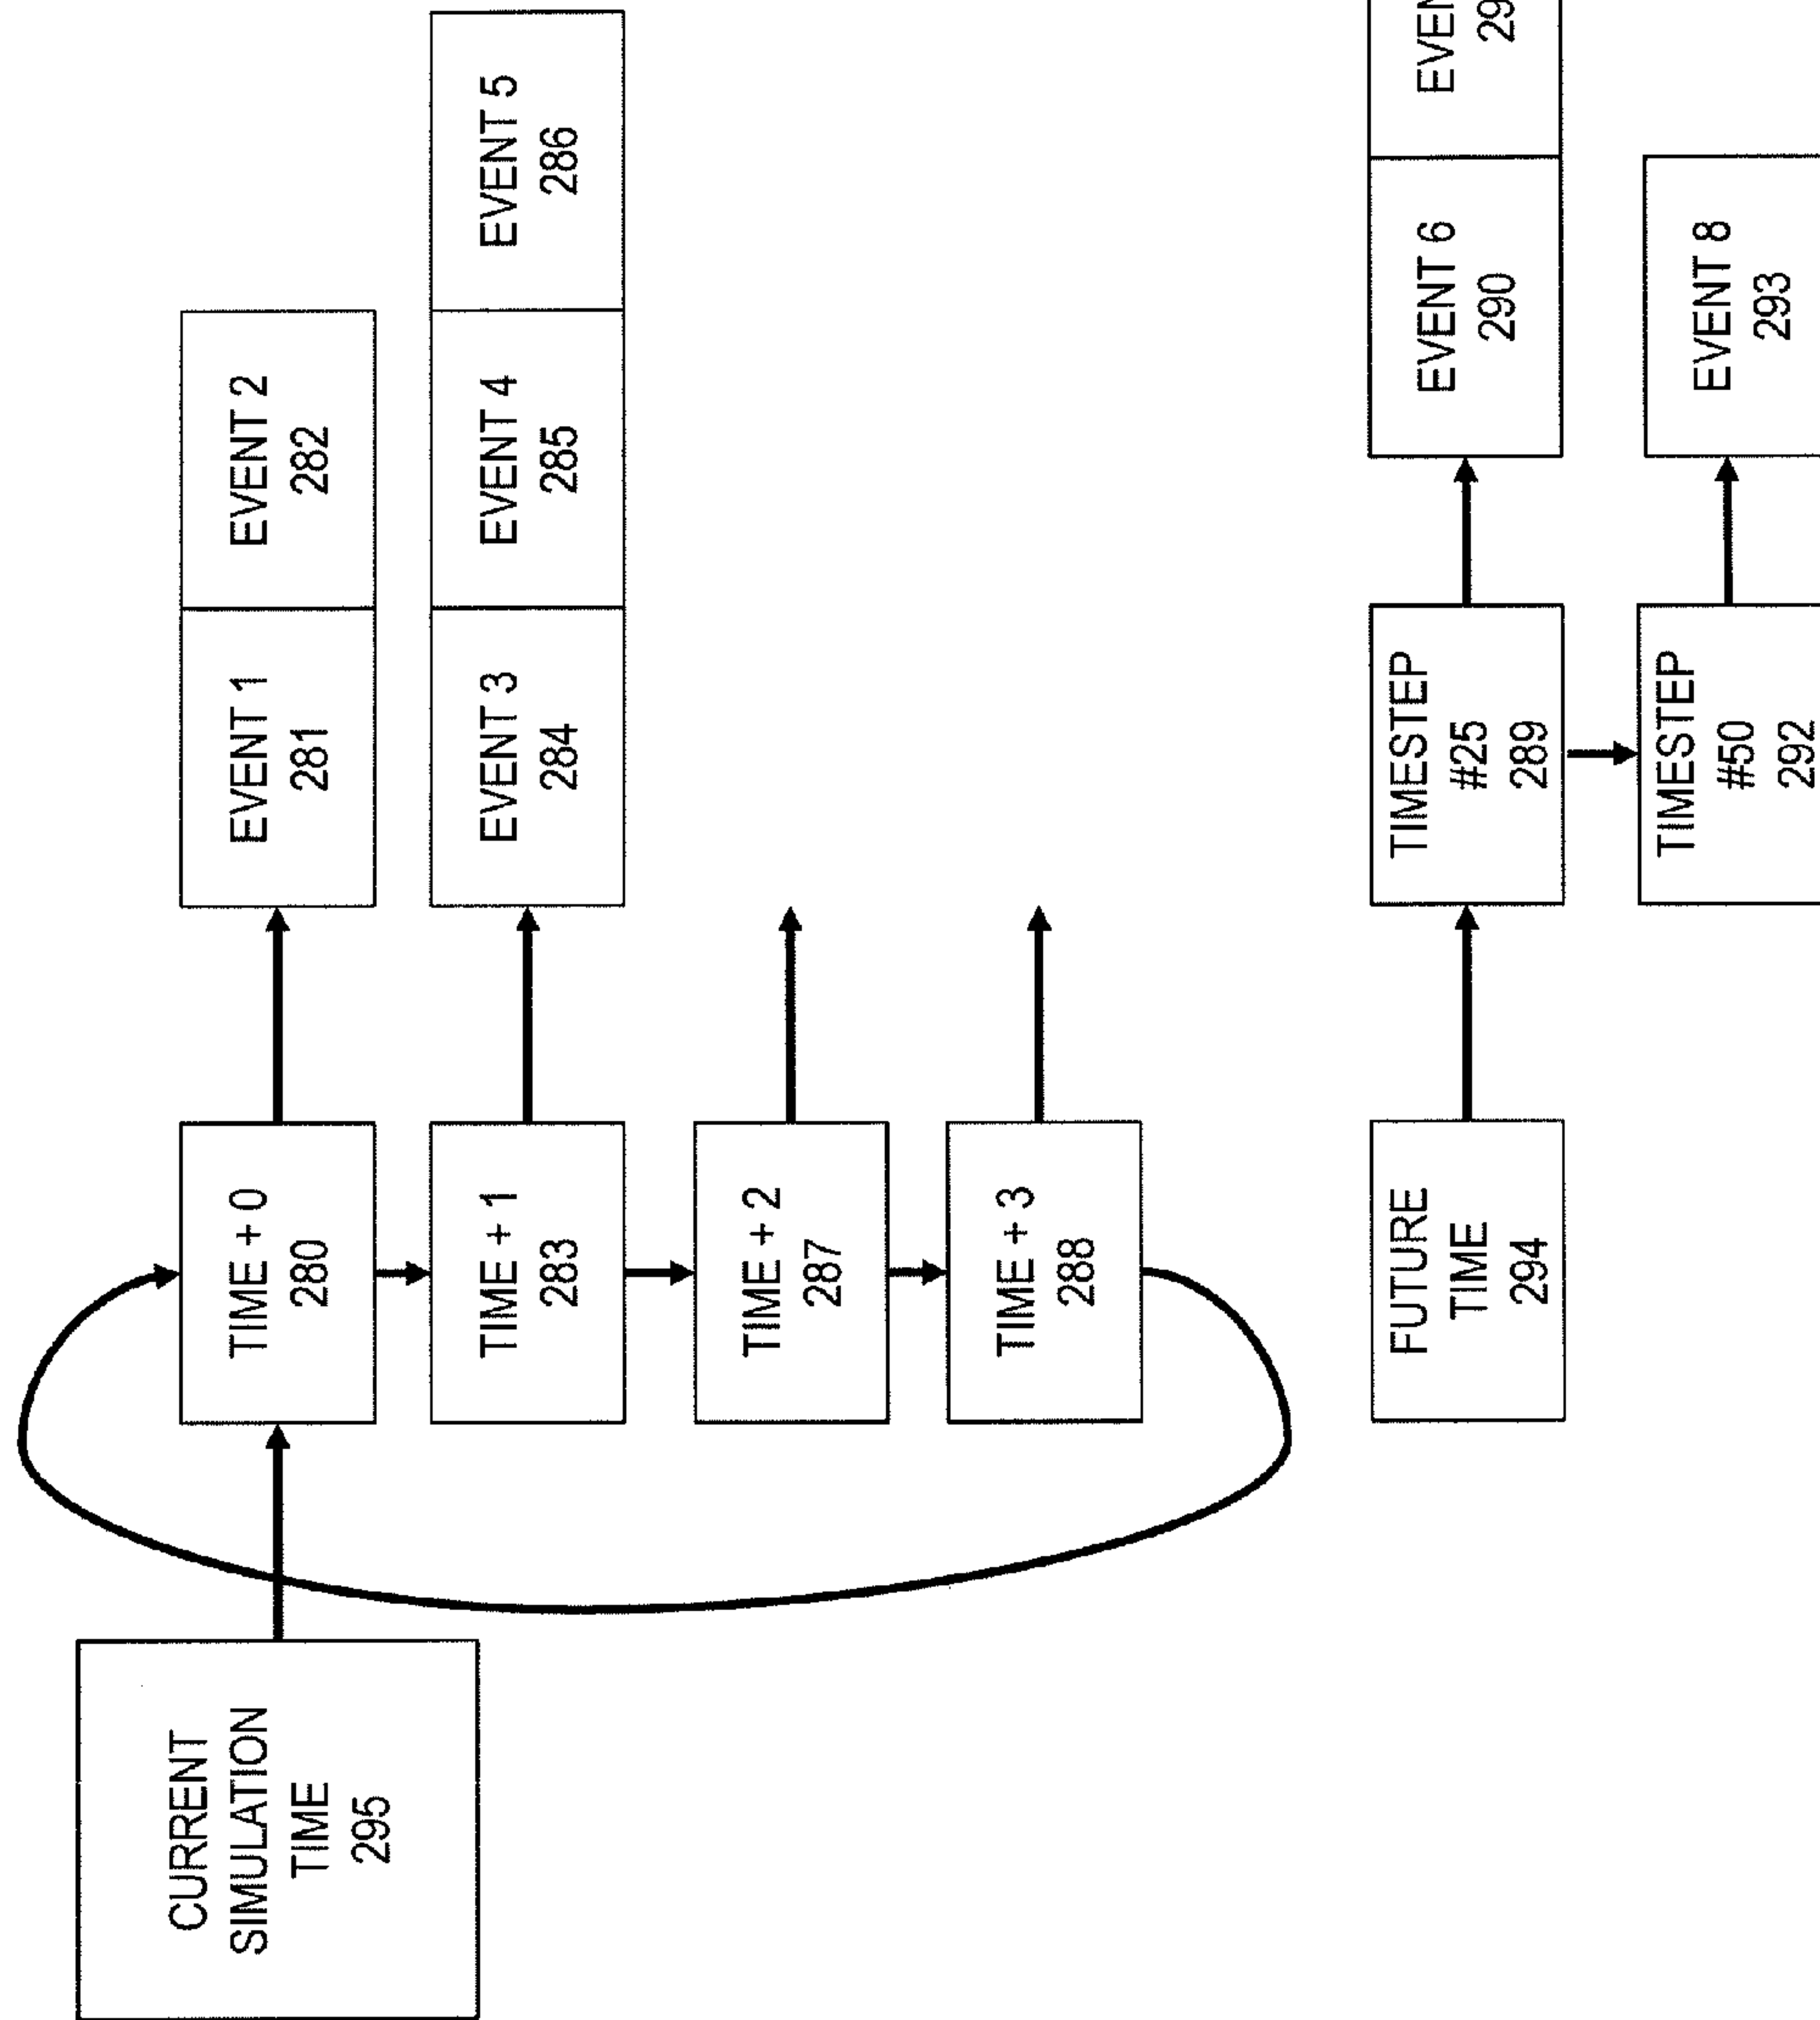 CURRENT
SIMULATION
TIME
295
TIME + 0
280
EVENT 1
281
EVENT 2
282
TIME + 1
283
EVENT 3
284
EVENT 4
285
EVENT 5
286
TIME + 2
287
TIME + 3
288
FUTURE
TIME
294
TIMESTEP
#25
289
EVENT 6
290
TIMESTEP
#50
292
EVENT 8
293